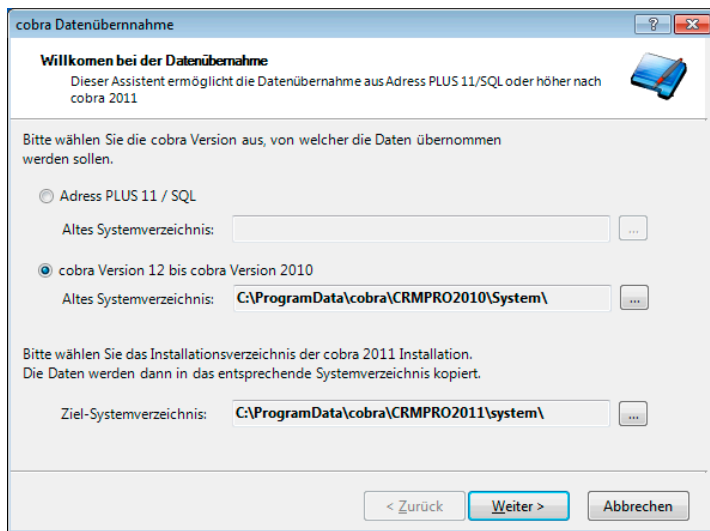 cobra Datenübernnahme
?
Willkomen bei der Datenübernahme
Dieser Assistent ermöglicht die Datenübernahme aus Adress PLUS 11/SQL oder höher nach
cobra 2011
Bitte wählen Sie die cobra Version aus, von welcher die Daten übernommen
werden sollen.
Adress PLUS 11 / SQL
Altes Systemverzeichnis:
...
cobra Version 12 bis cobra Version 2010
Altes Systemverzeichnis: C:\ProgramData\cobra\CRMPRO2010\System\ ...
Bitte wählen Sie das Installationsverzeichnis der cobra 2011 Installation.
Die Daten werden dann in das entsprechende Systemverzeichnis kopiert.
Ziel-Systemverzeichnis: C:\ProgramData\cobra\CRMPRO2011\system\ ...
< Zurück Weiter > Abbrechen